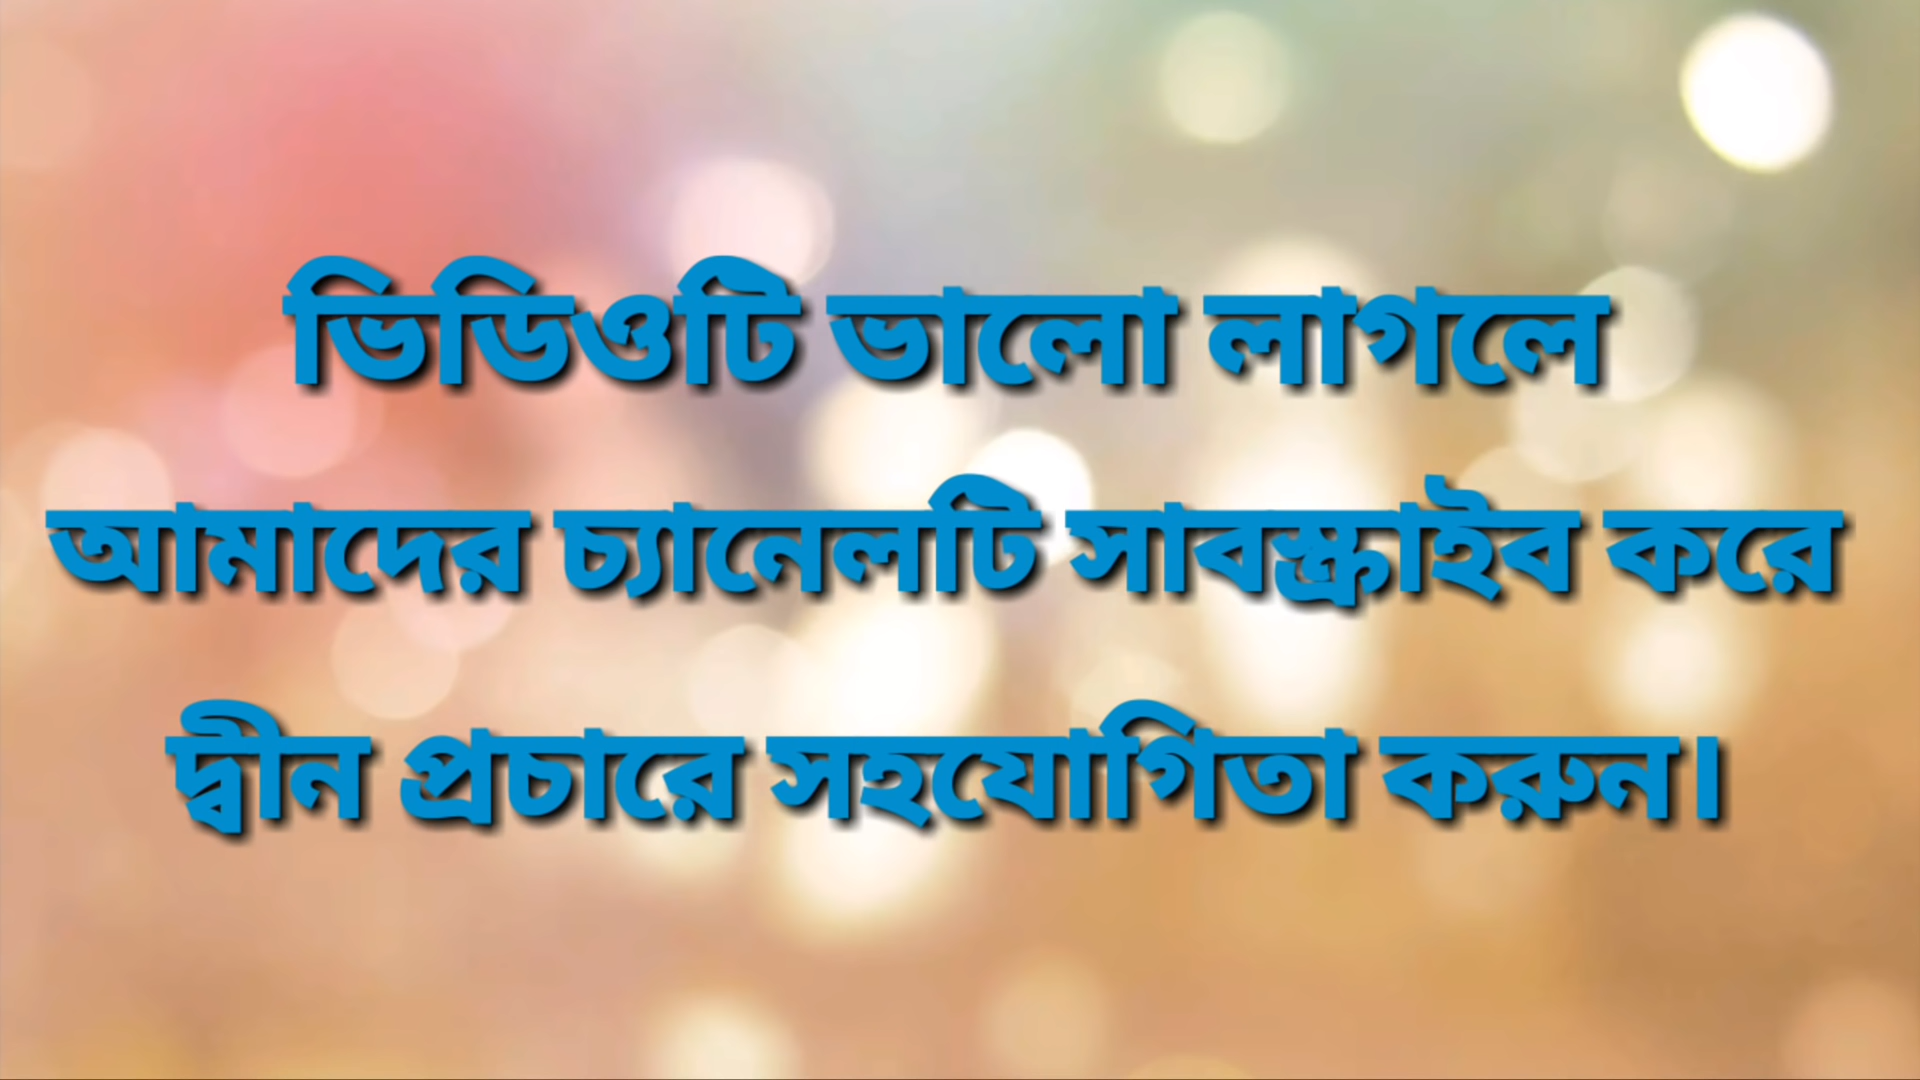 ভিডিওটি ভালো লাগলে
আমাদের চ্যানেলটি সাবস্ক্রাইব করে
দ্বীন প্রচারে সহযোগিতা করুন।